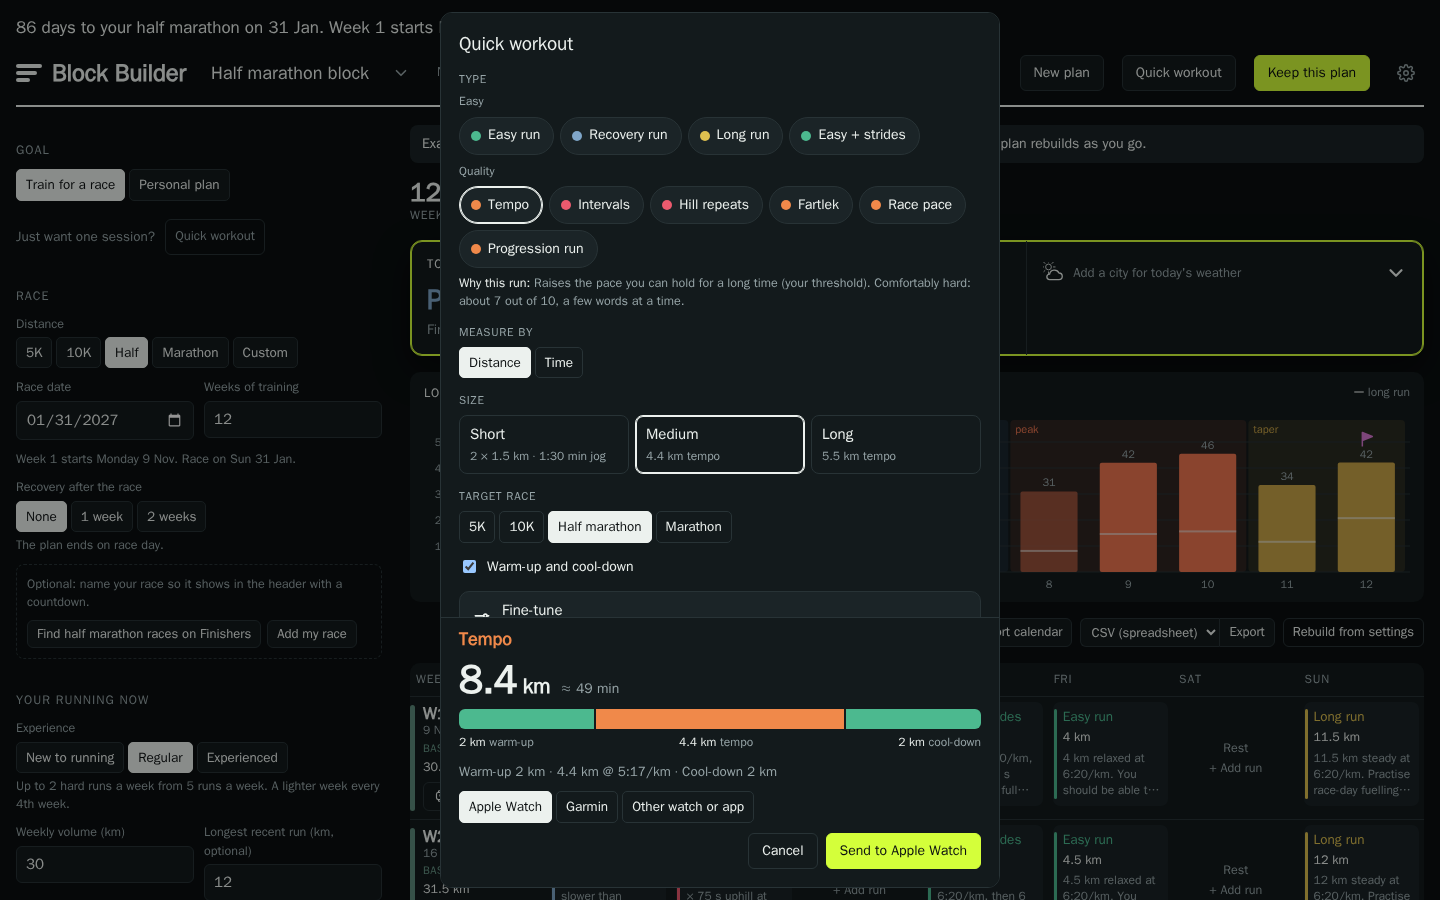 86 days to your half marathon on 31 Jan. Week 1 starts
Block Builder
Half marathon block
New plan
Quick workout
Keep this plan
GOAL
Train for a race
Personal plan
Just want one session?
Quick workout
RACE
Distance
5K
10K
Half
Marathon
Custom
Race date
Weeks of training
01/31/2027
12
Week 1 starts Monday 9 Nov. Race on Sun 31 Jan.
Recovery after the race
None
1 week
2 weeks
The plan ends on race day.
Optional: name your race so it shows in the header with a
countdown.
Find half marathon races on Finishers
Add my race
YOUR RUNNING NOW
Experience
New to running
Regular
Experienced
Up to 2 hard runs a week from 5 runs a week. A lighter week every
4th week.
Weekly volume (km)
Longest recent run (km,
optional)
30
12
Quick workout
TYPE
Easy
Easy run
Recovery run
Long run
Easy + strides
Quality
Tempo
Intervals
Hill repeats
Fartlek
Race pace
Progression run
Why this run: Raises the pace you can hold for a long time (your threshold). Comfortably hard:
about 7 out of 10, a few words at a time.
MEASURE BY
Distance
Time
SIZE
Short
2 × 1.5 km · 1:30 min jog
Medium
4.4 km tempo
Long
5.5 km tempo
TARGET RACE
5K
10K
Half marathon
Marathon
Warm-up and cool-down
Fine-tune
Tempo
8.4 km ≈ 49 min
2 km warm-up
4.4 km tempo
2 km cool-down
Warm-up 2 km · 4.4 km @ 5:17/km · Cool-down 2 km
Apple Watch
Garmin
Other watch or app
Cancel
Send to Apple Watch
plan rebuilds as you go.
12
Add a city for today's weather
long run
peak
taper
31
42
46
34
42
8
9
10
11
12
calendar
CSV (spreadsheet)
Export
Rebuild from settings
FRI
SAT
SUN
Easy run
4 km
4 km relaxed at
6:20/km. You
should be able t…
Rest
+ Add run
Long run
11.5 km
11.5 km steady at
6:20/km. Practise
race-day fuelling…
Easy run
4.5 km
4.5 km relaxed at
6:20/km. You
Rest
+ Add run
Long run
12 km
12 km steady at
6:20/km. Practise
31.5 km
slower than
× 75 s uphill at
+ Add run
6:20/km, then 6